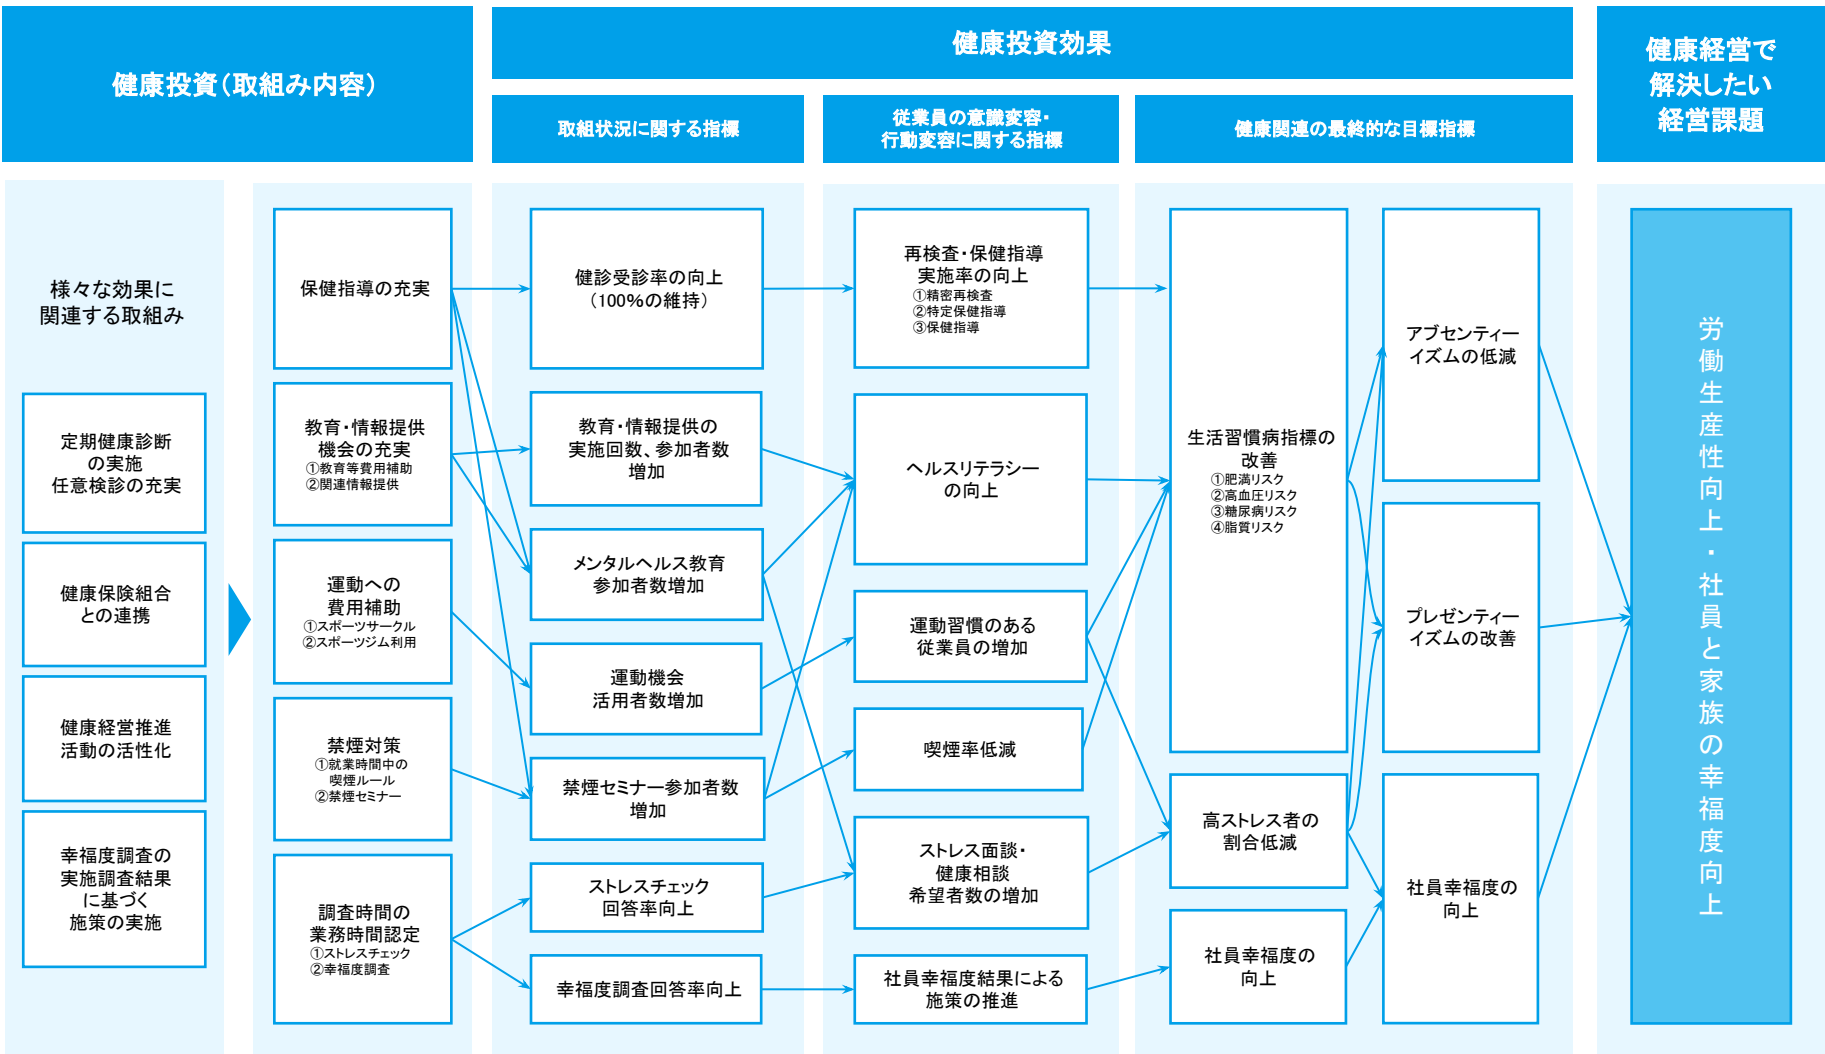 健康投資(取組み内容)
健康投資効果
健康経営で
解決したい
経営課題
取組状況に関する指標
従業員の意識変容・
行動変容に関する指標
健康関連の最終的な目標指標
様々な効果に
関連する取組み
定期健康診断
の実施
任意検診の充実
健康保険組合
との連携
健康経営推進
活動の活性化
幸福度調査の
実施調査結果
に基づく
施策の実施
保健指導の充実
教育・情報提供
機会の充実
①教育等費用補助
②関連情報提供
運動への
費用補助
①スポーツサークル
②スポーツジム利用
禁煙対策
①就業時間中の
喫煙ルール
②禁煙セミナー
調査時間の
業務時間認定
①ストレスチェック
②幸福度調査
健診受診率の向上
(100%の維持)
教育・情報提供の
実施回数、参加者数
増加
メンタルヘルス教育
参加者数増加
運動機会
活用者数増加
禁煙セミナー参加者数
増加
ストレスチェック
回答率向上
幸福度調査回答率向上
再検査・保健指導
実施率の向上
①精密再検査
②特定保健指導
③保健指導
ヘルスリテラシー
の向上
運動習慣のある
従業員の増加
喫煙率低減
ストレス面談・
健康相談
希望者数の増加
社員幸福度結果による
施策の推進
生活習慣病指標の
改善
①肥満リスク
②高血圧リスク
③糖尿病リスク
④脂質リスク
高ストレス者の
割合低減
社員幸福度の
向上
アブセンティー
イズムの低減
プレゼンティー
イズムの改善
社員幸福度の
向上
労働生産性向上・社員と家族の幸福度向上